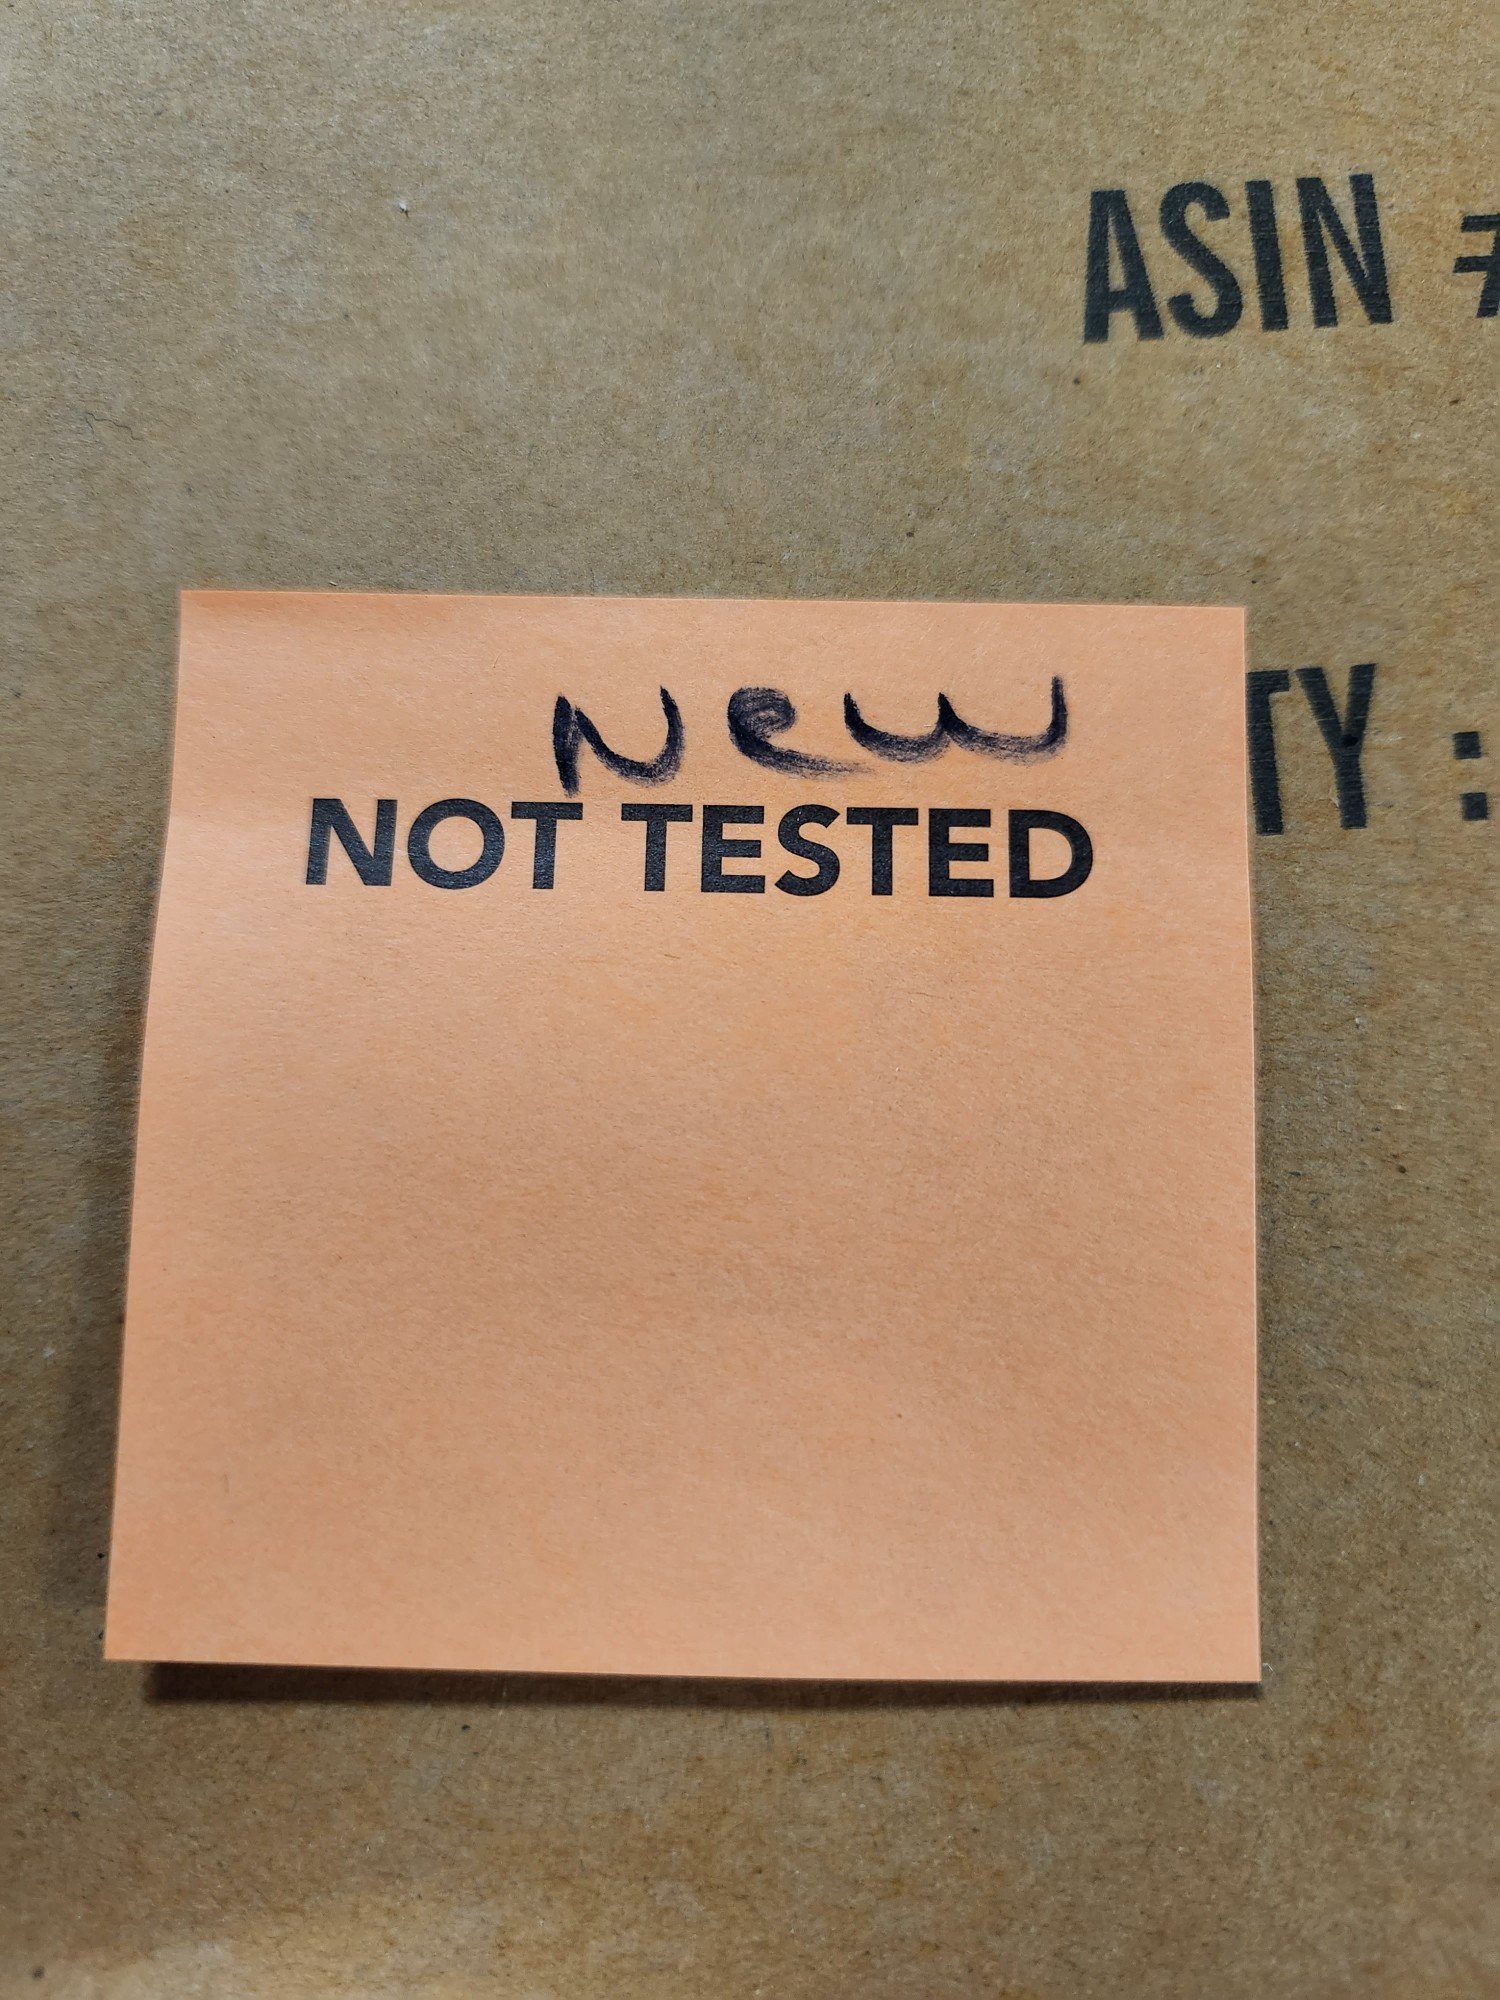 ASIN #
New
TY :
NOT TESTED